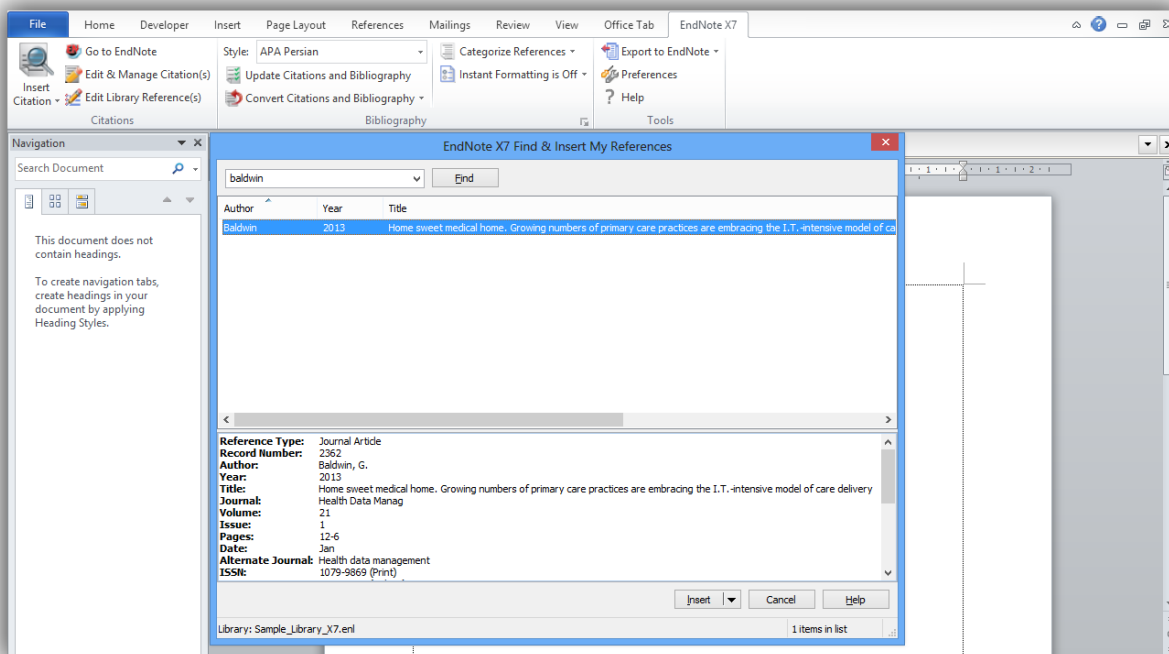 File Home Developer Insert Page Layout References Mailings Review View Office Tab EndNote X7
Insert Citation
Go to EndNote
Edit & Manage Citation(s)
Edit Library Reference(s)
Citations
Style: APA Persian
Update Citations and Bibliography
Convert Citations and Bibliography
Categorize References
Instant Formatting is Off
Bibliography
Export to EndNote
Preferences
Help
Tools
Navigation
Search Document
This document does not
contain headings.
To create navigation tabs,
create headings in your
document by applying
Heading Styles.
EndNote X7 Find & Insert My References
baldwin Find
Author Year Title
Baldwin 2013 Home sweet medical home. Growing numbers of primary care practices are embracing the I.T.-intensive model of ca
Reference Type: Journal Article
Record Number: 2362
Author: Baldwin, G.
Year: 2013
Title: Home sweet medical home. Growing numbers of primary care practices are embracing the I.T.-intensive model of care delivery
Journal: Health Data Manag
Volume: 21
Issue: 1
Pages: 12-6
Date: Jan
Alternate Journal: Health data management
ISSN: 1079-9869 (Print)
Insert Cancel Help
Library: Sample_Library_X7.enl 1 items in list